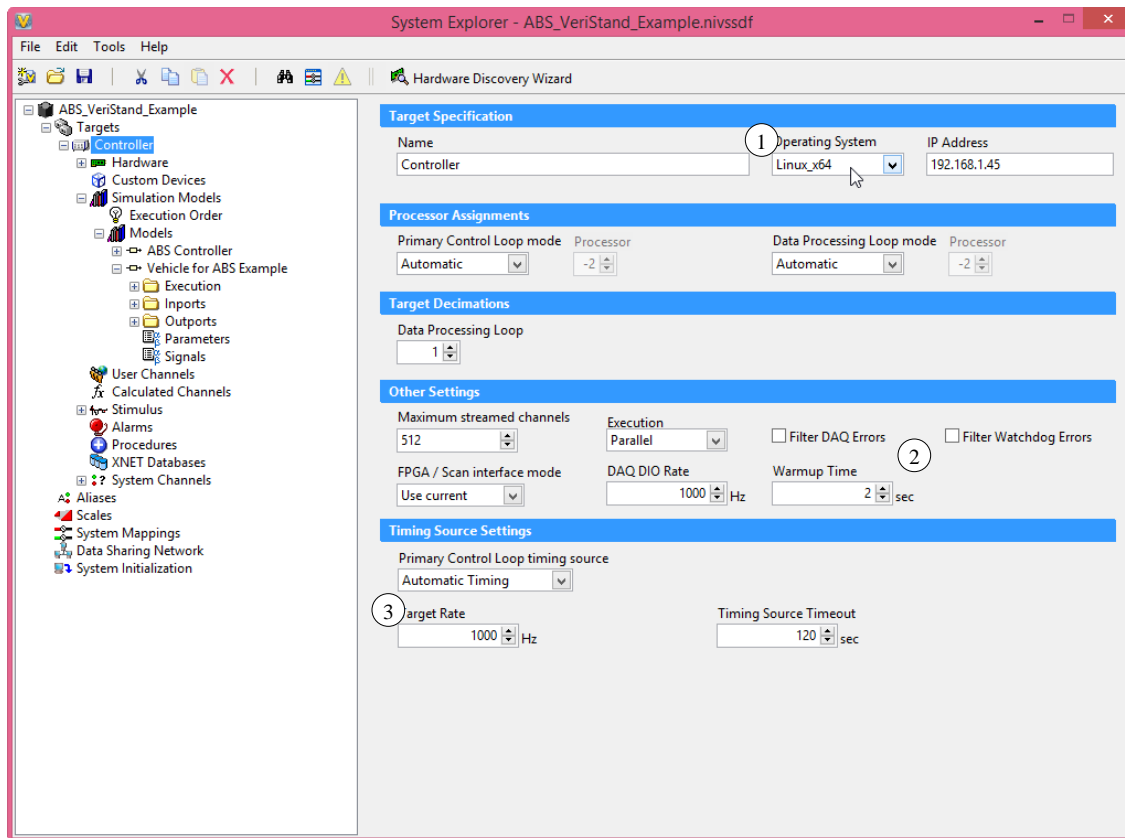 System Explorer - ABS_VeriStand_Example.nivssdf
File Edit Tools Help
Hardware Discovery Wizard
ABS_VeriStand_Example
Targets
Controller
Hardware
Custom Devices
Simulation Models
Execution Order
Models
ABS Controller
Vehicle for ABS Example
Execution
Inports
Outports
Parameters
Signals
User Channels
fx Calculated Channels
Stimulus
Alarms
Procedures
XNET Databases
System Channels
Aliases
Scales
System Mappings
Data Sharing Network
System Initialization
Target Specification
Name 1 Operating System IP Address
Controller Linux_x64 192.168.1.45
Processor Assignments
Primary Control Loop mode Processor Data Processing Loop mode Processor
Automatic -2 Automatic -2
Target Decimations
Data Processing Loop
1
Other Settings
Maximum streamed channels Execution
512 Parallel Filter DAQ Errors 2 Filter Watchdog Errors
FPGA / Scan interface mode DAQ DIO Rate Warmup Time
Use current 1000 Hz 2 sec
Timing Source Settings
Primary Control Loop timing source
Automatic Timing
3 Target Rate Timing Source Timeout
1000 Hz 120 sec